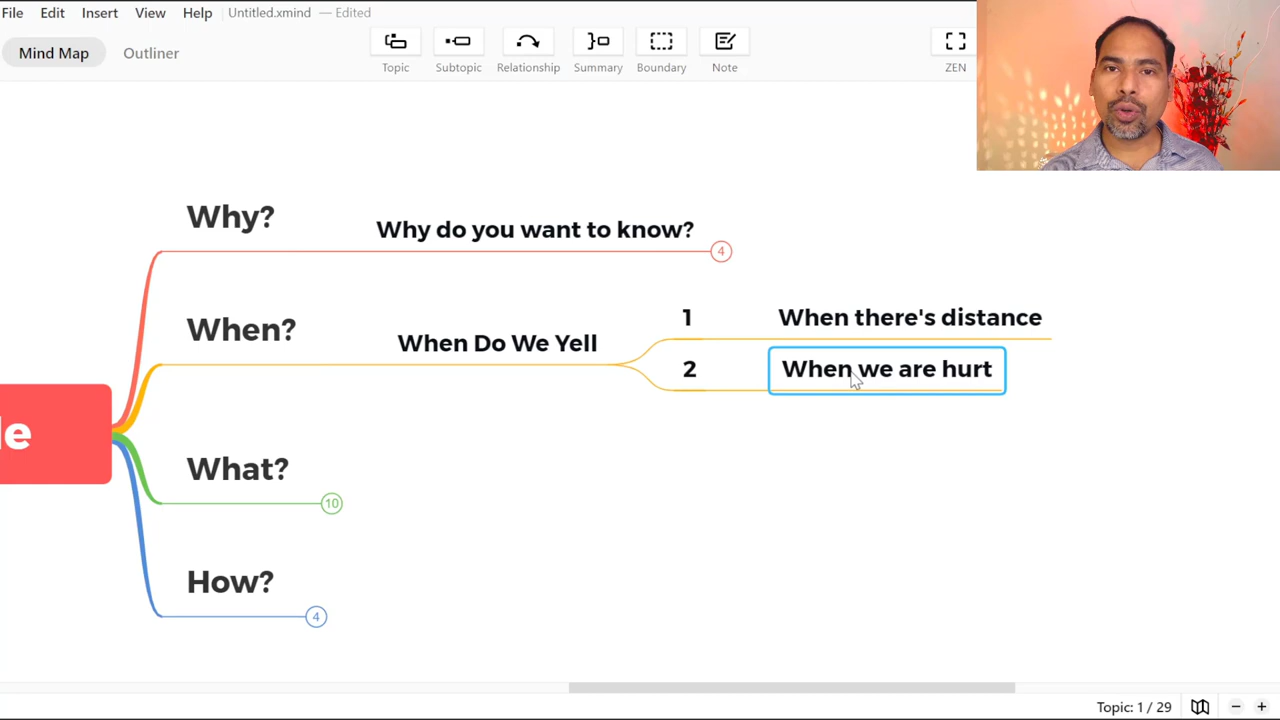 File Edit Insert View Help Untitled.xmind — Edited
Mind Map Outliner
Topic Subtopic Relationship Summary Boundary Note ZEN
Why? Why do you want to know? 4
When? When Do We Yell
1 When there's distance
2 When we are hurt
le
What? 10
How? 4
Topic: 1 / 29